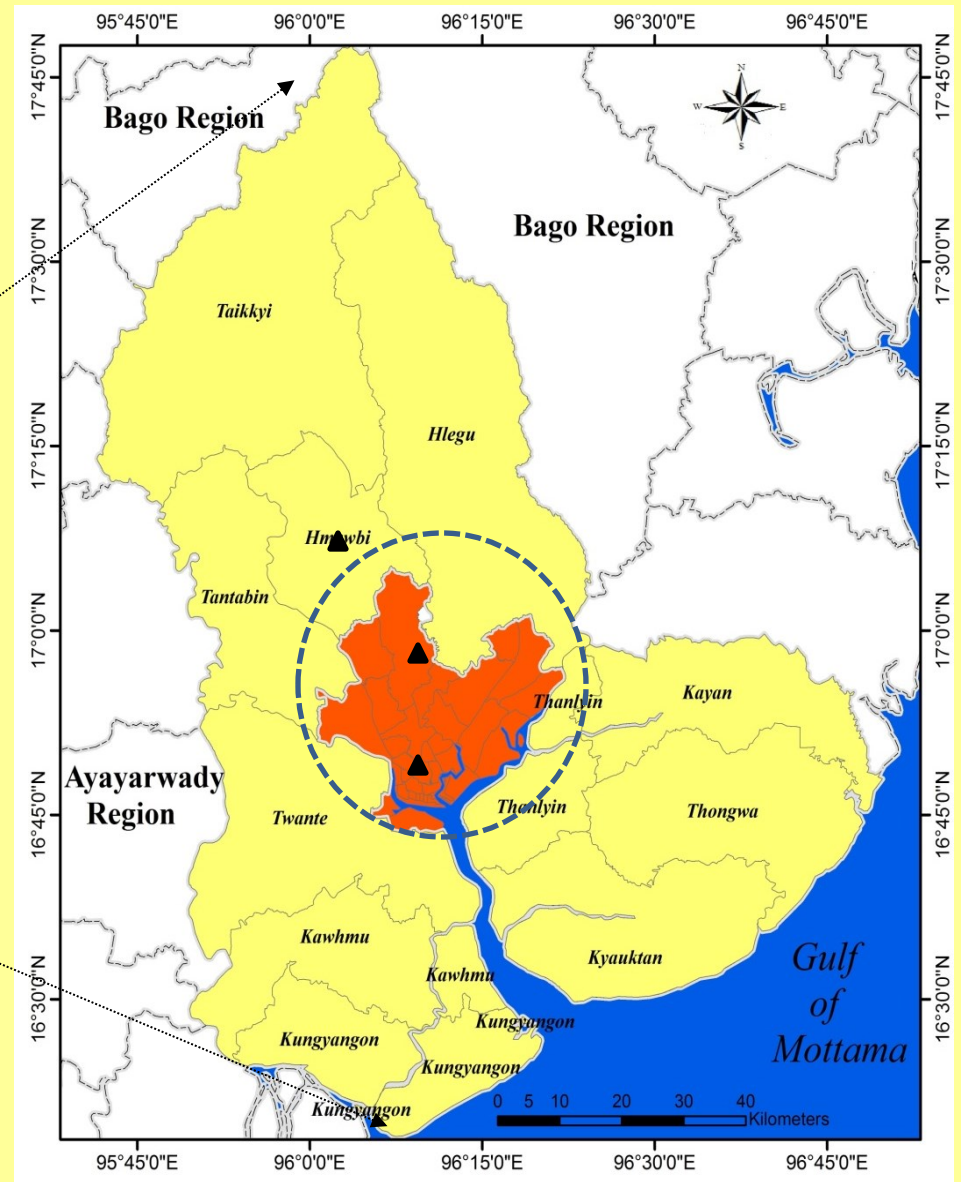 95°45'0"E 96°0'0"E 96°15'0"E 96°30'0"E 96°45'0"E
17°45'0"N
17°45'0"N
N
W E
S
Bago Region
Bago Region
17°30'0"N
17°30'0"N
Taikkyi
17°15'0"N
17°15'0"N
Hlegu
Hmawbi
Tantabin
17°0'0"N
17°0'0"N
Thanlyin
Kayan
Ayayarwady
Region
16°45'0"N
16°45'0"N
Twante
Thanlyin
Thongwa
Kawhmu
Kyauktan
Gulf
of
Mottama
Kawhmu
16°30'0"N
16°30'0"N
Kungyangon
Kungyangon
Kungyangon
Kungyangon
0 5 10 20 30 40
Kilometers
95°45'0"E 96°0'0"E 96°15'0"E 96°30'0"E 96°45'0"E